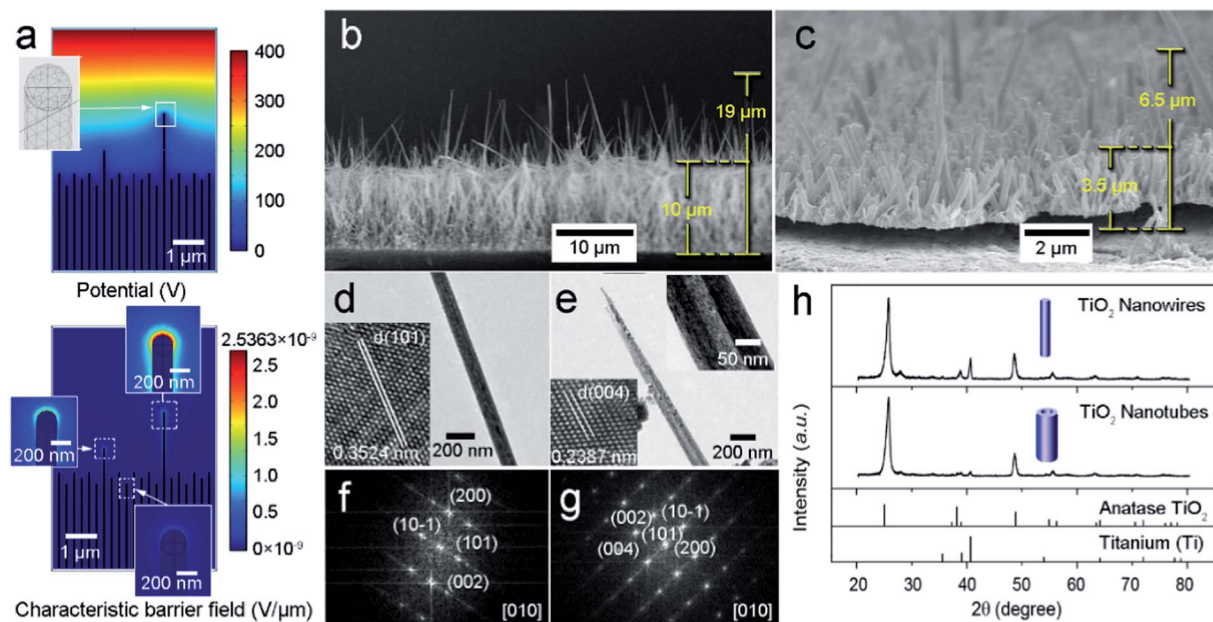 a
400
300
200
100
0
1 μm
Potential (V)
2.5363×10⁻⁹
2.5
2.0
1.5
1.0
0.5
0×10⁻⁹
200 nm
200 nm
200 nm
1 μm
Characteristic barrier field (V/μm)
b
19 μm
10 μm
10 μm
c
6.5 μm
3.5 μm
2 μm
d
d(101)
0.3524 nm
200 nm
e
50 nm
d(004)
0.2387 nm
200 nm
f
(200)
(10-1)
(101)
(002)
[010]
g
(002)
(10-1)
(101)
(004)
(200)
[010]
h
TiO₂ Nanowires
TiO₂ Nanotubes
Anatase TiO₂
Titanium (Ti)
Intensity (a.u.)
20 30 40 50 60 70 80
2θ (degree)